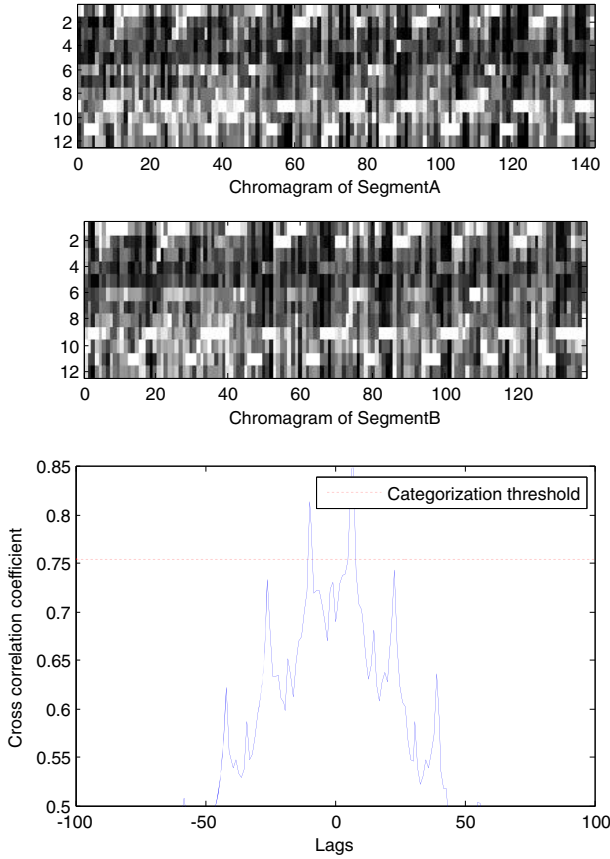 2
4
6
8
10
12
0 20 40 60 80 100 120 140
Chromagram of SegmentA
2
4
6
8
10
12
0 20 40 60 80 100 120
Chromagram of SegmentB
0.85
0.8
0.75
0.7
0.65
0.6
0.55
0.5
Cross correlation coefficient
Categorization threshold
-100 -50 0 50 100
Lags